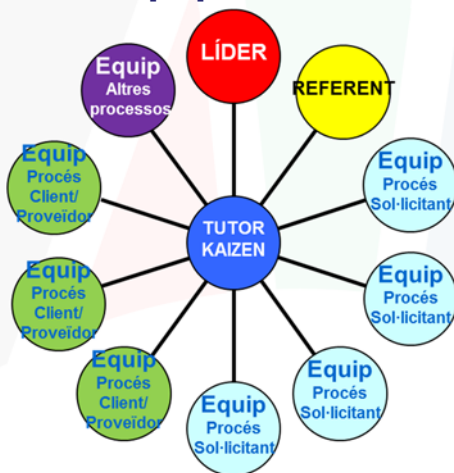 LÍDER
Equip
Altres
processos
REFERENT
Equip
Procés
Client/
Proveïdor
Equip
Procés
Sol·licitant
TUTOR
KAIZEN
Equip
Procés
Client/
Proveïdor
Equip
Procés
Sol·licitant
Equip
Procés
Client/
Proveïdor
Equip
Procés
Sol·licitant
Equip
Procés
Sol·licitant